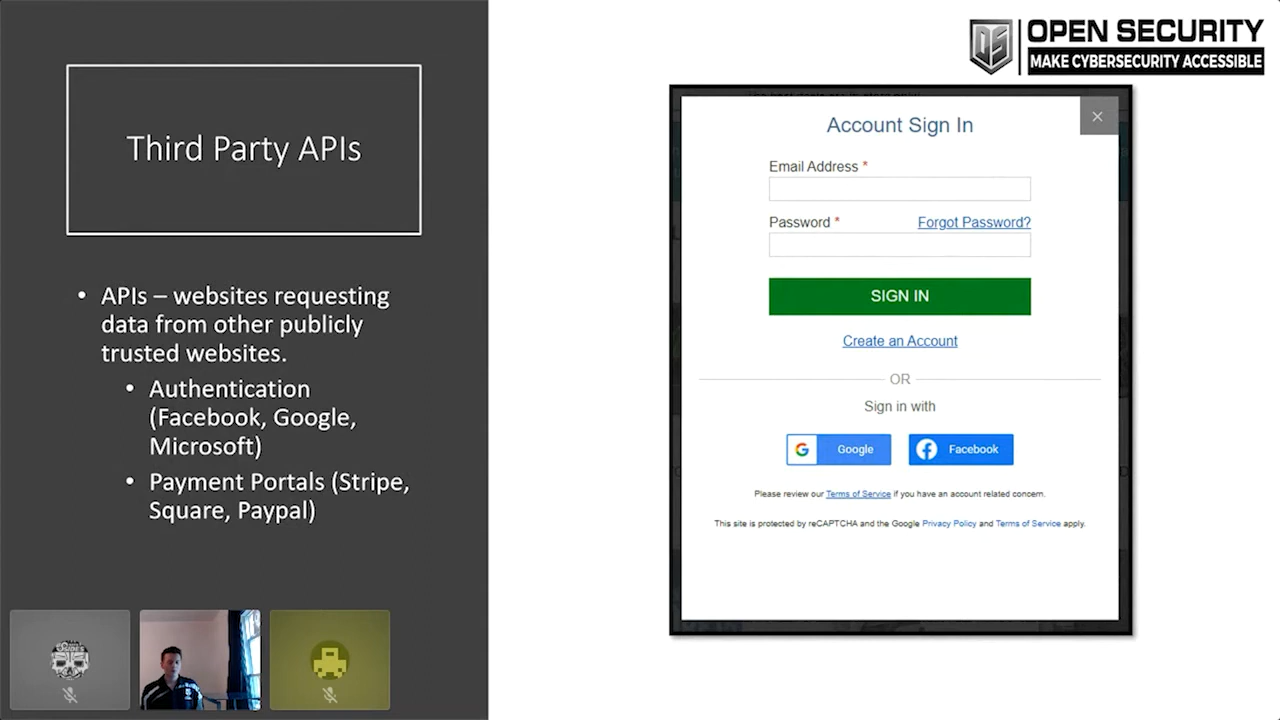 Third Party APIs
• APIs – websites requesting
data from other publicly
trusted websites.
• Authentication
(Facebook, Google,
Microsoft)
• Payment Portals (Stripe,
Square, Paypal)
OPEN SECURITY
MAKE CYBERSECURITY ACCESSIBLE
Account Sign In
×
Email Address *
Password * Forgot Password?
SIGN IN
Create an Account
OR
Sign in with
Google Facebook
Please review our Terms of Service if you have an account related concern.
This site is protected by reCAPTCHA and the Google Privacy Policy and Terms of Service apply.